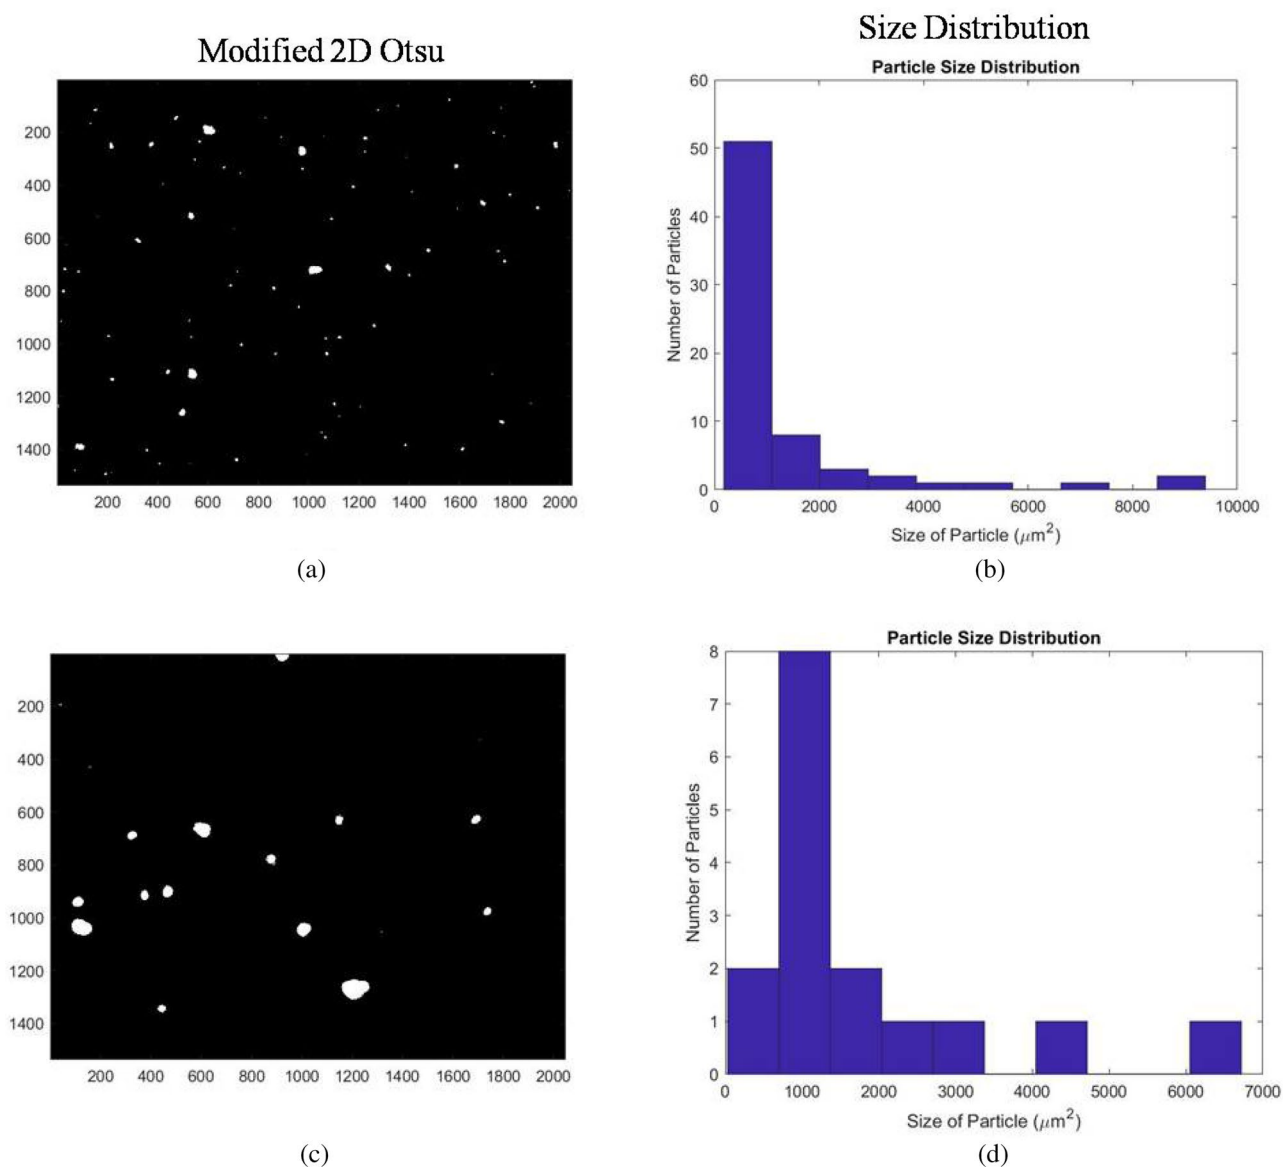 Modified 2D Otsu
Size Distribution
Particle Size Distribution
200
400
600
800
1000
1200
1400
200 400 600 800 1000 1200 1400 1600 1800 2000
60
50
40
30
20
10
0
Number of Particles
0 2000 4000 6000 8000 10000
Size of Particle (μm²)
(a)
(b)
200
400
600
800
1000
1200
1400
200 400 600 800 1000 1200 1400 1600 1800 2000
Particle Size Distribution
8
7
6
5
4
3
2
1
0
Number of Particles
0 1000 2000 3000 4000 5000 6000 7000
Size of Particle (μm²)
(c)
(d)